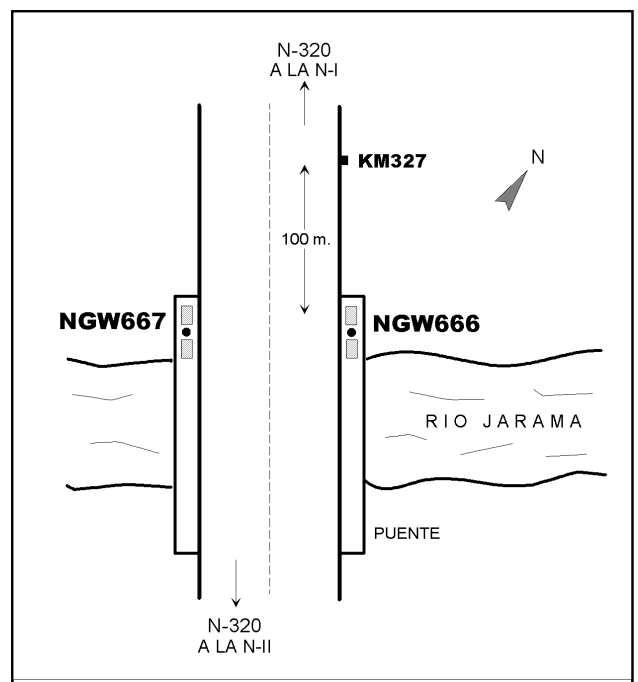 N-320
A LA N-I
KM327
N
100 m.
NGW667
NGW666
RIO JARAMA
PUENTE
N-320
A LA N-II